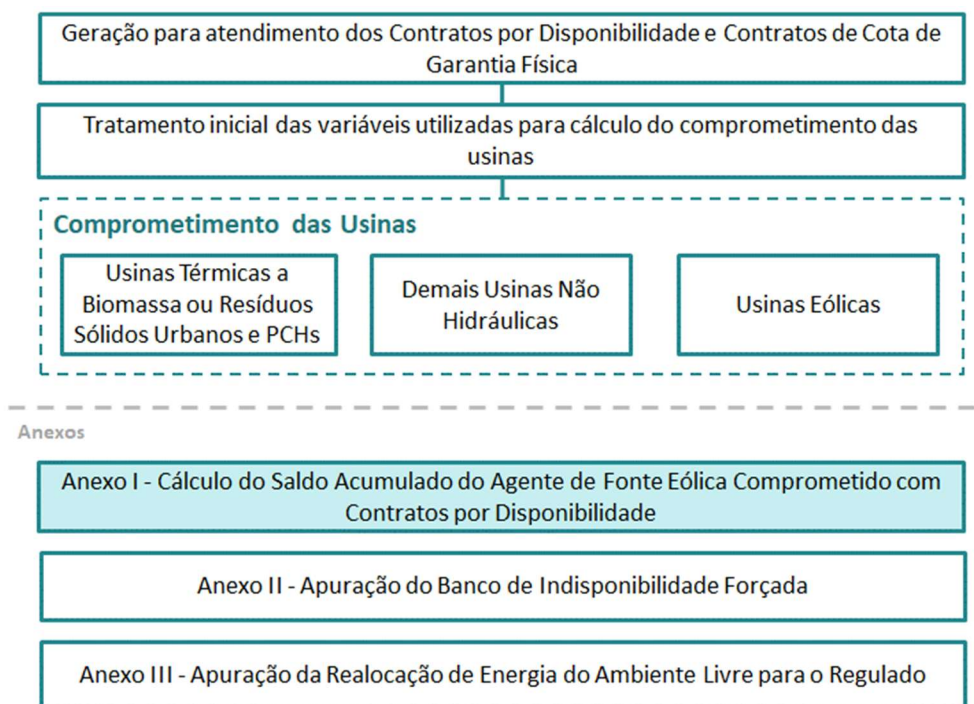 Geração para atendimento dos Contratos por Disponibilidade e Contratos de Cota de
Garantia Física
Tratamento inicial das variáveis utilizadas para cálculo do comprometimento das
usinas
Comprometimento das Usinas
Usinas Térmicas a
Biomassa ou Resíduos
Sólidos Urbanos e PCHs
Demais Usinas Não
Hidráulicas
Usinas Eólicas
Anexos
Anexo I - Cálculo do Saldo Acumulado do Agente de Fonte Eólica Comprometido com
Contratos por Disponibilidade
Anexo II - Apuração do Banco de Indisponibilidade Forçada
Anexo III - Apuração da Realocação de Energia do Ambiente Livre para o Regulado